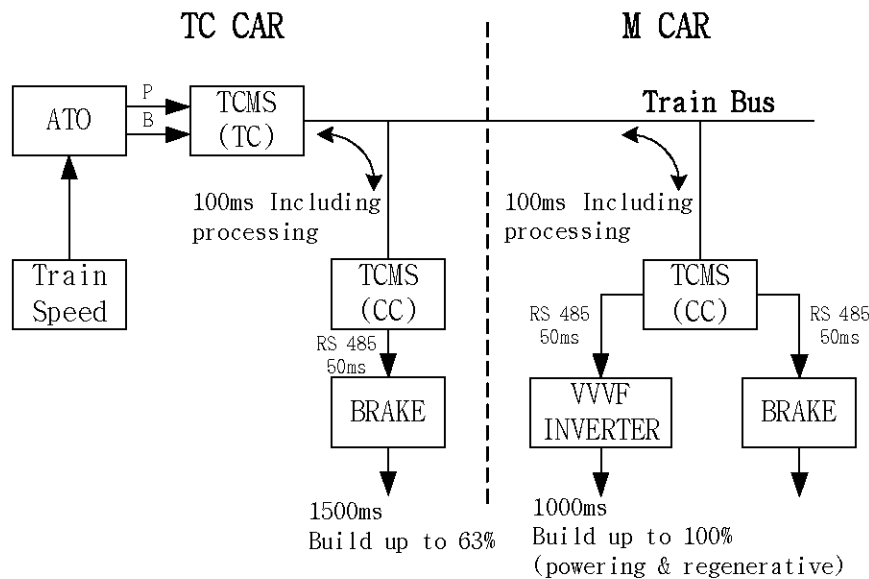 TC CAR
M CAR
ATO
P
B
TCMS
(TC)
Train Bus
100ms Including
processing
100ms Including
processing
Train
Speed
TCMS
(CC)
TCMS
(CC)
RS 485
50ms
RS 485
50ms
RS 485
50ms
BRAKE
VVVF
INVERTER
BRAKE
1500ms
Build up to 63%
1000ms
Build up to 100%
(powering & regenerative)